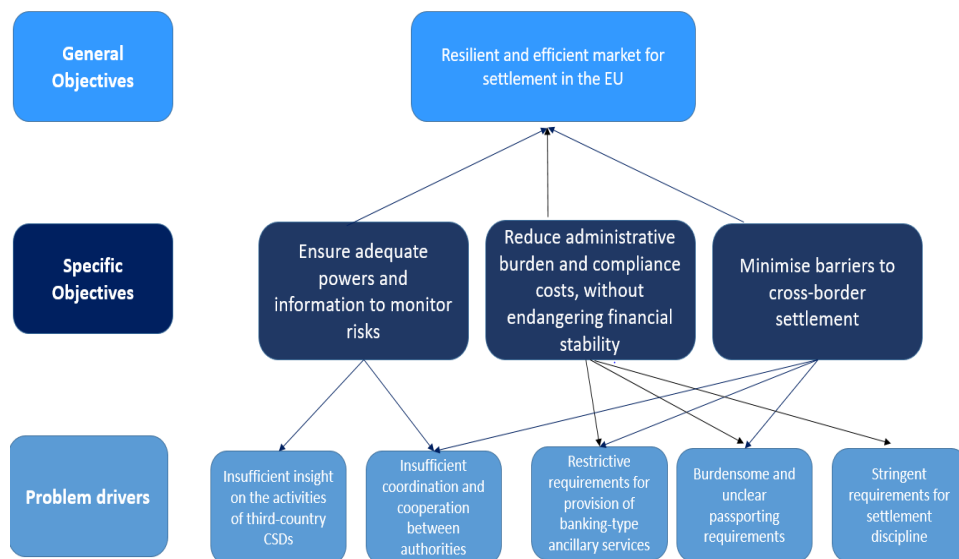 General
Objectives
Resilient and efficient market for
settlement in the EU
Specific
Objectives
Ensure adequate
powers and
information to monitor
risks
Reduce administrative
burden and compliance
costs, without
endangering financial
stability
Minimise barriers to
cross-border
settlement
Problem drivers
Insufficient insight
on the activities
of third-country
CSDs
Insufficient
coordination and
cooperation
between
authorities
Restrictive
requirements for
provision of
banking-type
ancillary services
Burdensome and
unclear
passporting
requirements
Stringent
requirements for
settlement
discipline